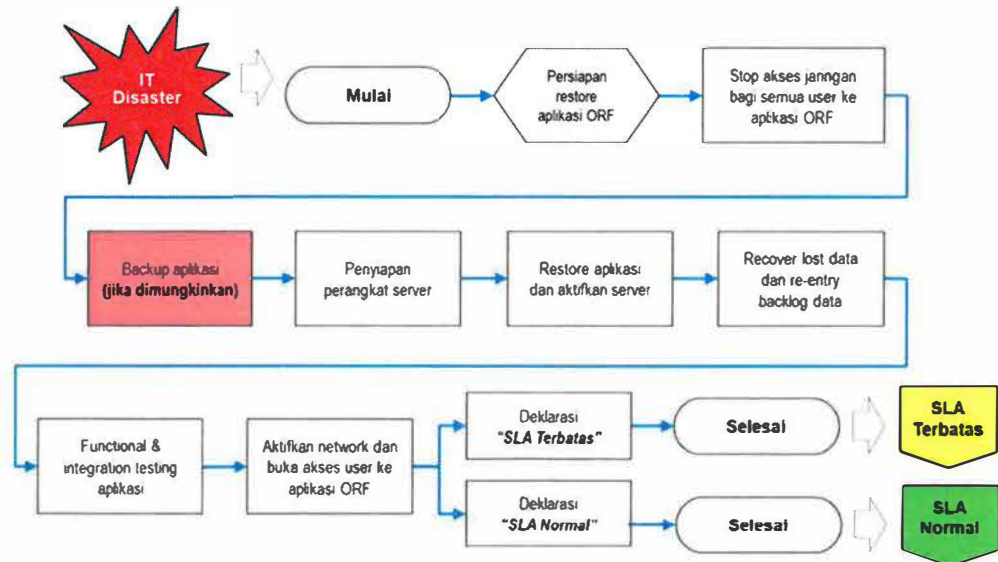 IT
Disaster
Mulai
Persiapan
restore
aplikasi ORF
Stop akses jaringan
bagi semua user ke
aplikasi ORF
Backup aplikasi
(jika dimungkinkan)
Penyiapan
perangkat server
Restore aplikasi
dan aktifkan server
Recover lost data
dan re-entry
backlog data
Functional &
integration testing
aplikasi
Aktifkan network dan
buka akses user ke
aplikasi ORF
Deklarasi
"SLA Terbatas"
Selesai
SLA
Terbatas
Deklarasi
"SLA Normal"
Selesai
SLA
Normal